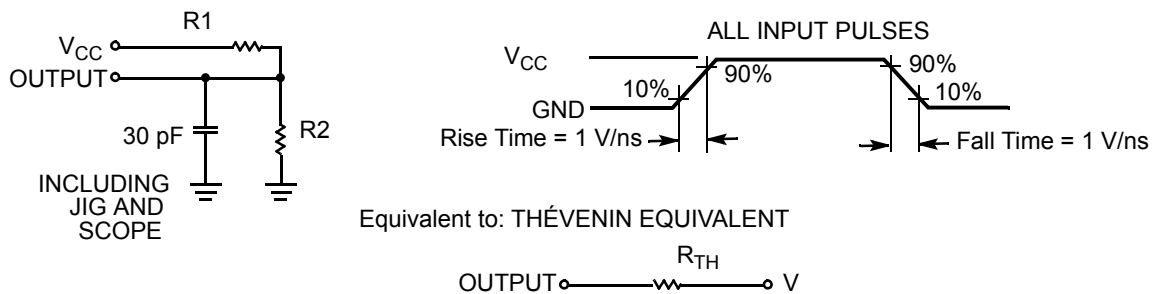 R1
V_CC
OUTPUT
30 pF
R2
INCLUDING
JIG AND
SCOPE
ALL INPUT PULSES
V_CC
GND
10%
90%
90%
10%
Rise Time = 1 V/ns
Fall Time = 1 V/ns
Equivalent to: THÉVENIN EQUIVALENT
OUTPUT
R_TH
V